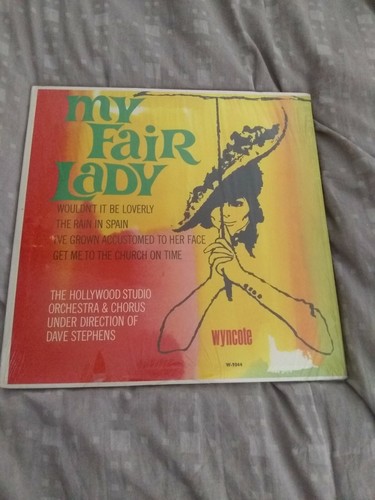 my
FaiR
LaDY
WOULDN'T IT BE LOVERLY
THE RAIN IN SPAIN
I'VE GROWN ACCUSTOMED TO HER FACE
GET ME TO THE CHURCH ON TIME
THE HOLLYWOOD STUDIO
ORCHESTRA & CHORUS
UNDER DIRECTION OF
DAVE STEPHENS
wyncote